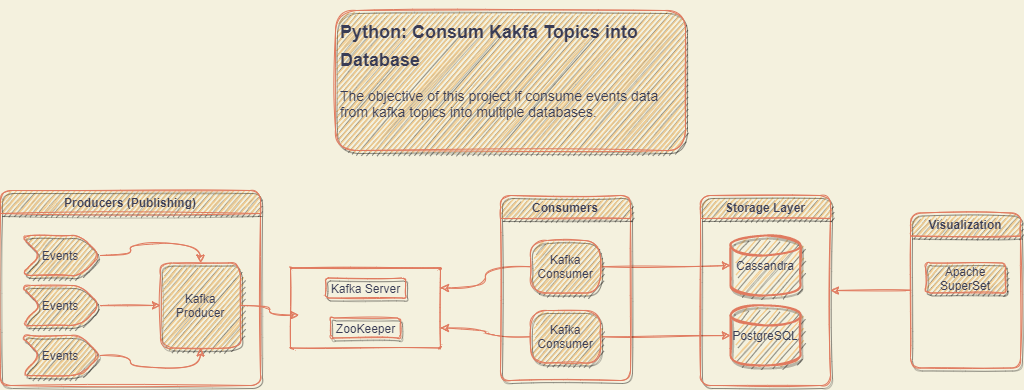 Python: Consum Kakfa Topics into
Database
The objective of this project if consume events data
from kafka topics into multiple databases.
Producers (Publishing)
Events
Events
Events
Kafka
Producer
Kafka Server
ZooKeeper
Consumers
Kafka
Consumer
Kafka
Consumer
Storage Layer
Cassandra
PostgreSQL
Visualization
Apache
SuperSet